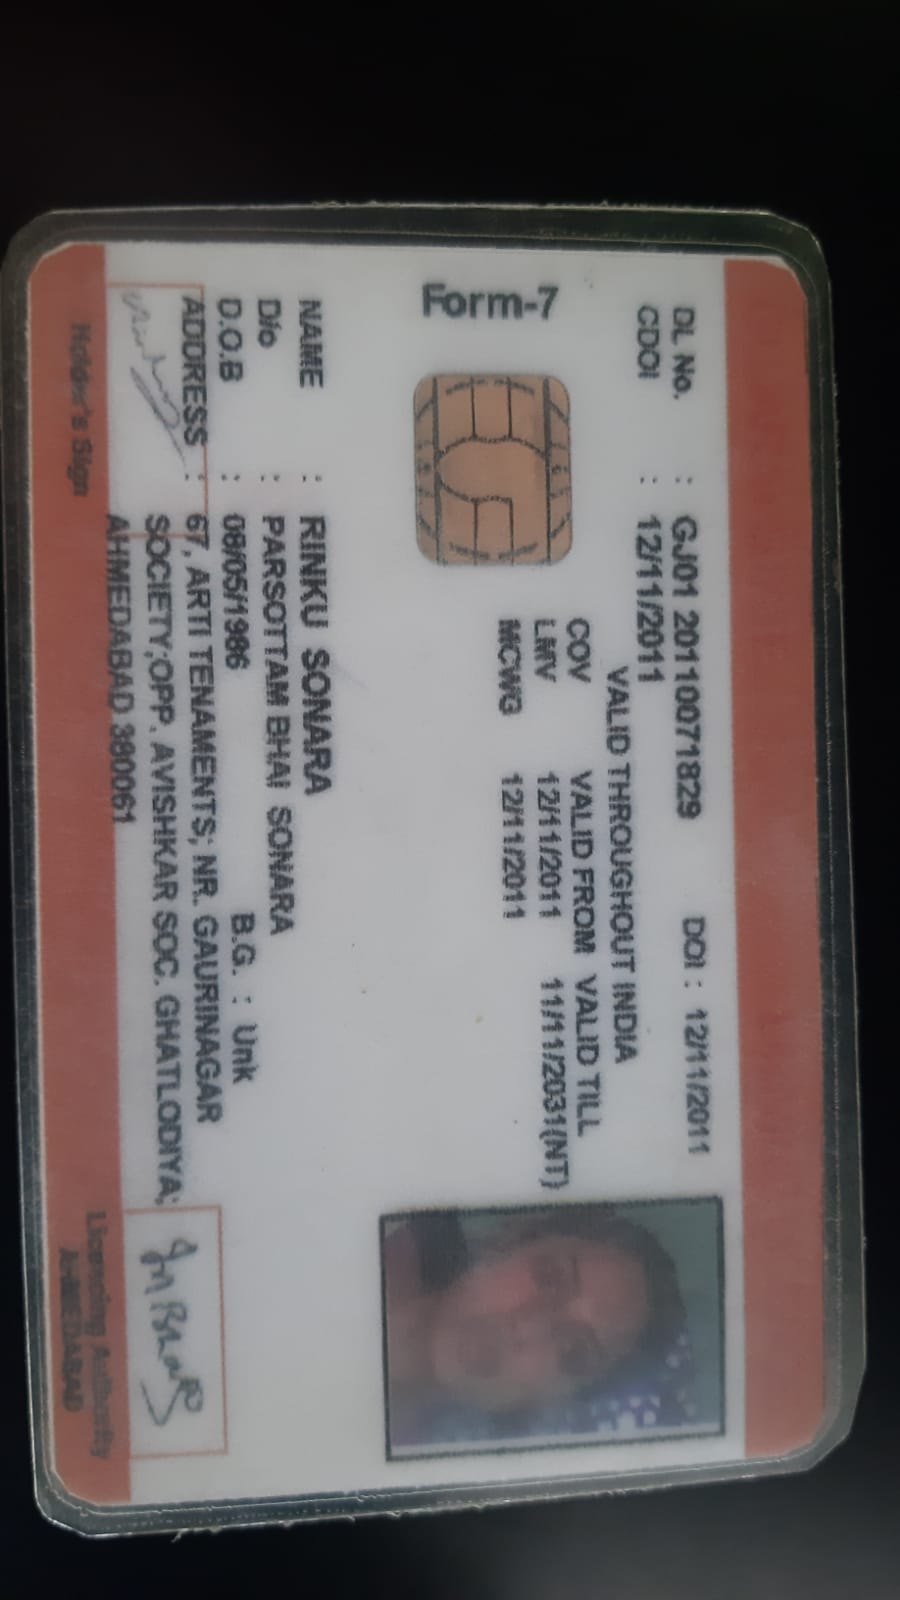 DL No. : GJ01 20110071829 DOI : 12/11/2011
CDOI : 12/11/2011
VALID THROUGHOUT INDIA
COV VALID FROM VALID TILL
LMV 12/11/2011 11/11/2031(NT)
MCWG 12/11/2011
Form-7
NAME : RINKU SONARA
D/o : PARSOTTAM BHAI SONARA
D.O.B : 08/05/1986 B.G. : Unk
ADDRESS : 67, ARTI TENAMENTS; NR. GAURINAGAR
SOCIETY;OPP. AVISHKAR SOC. GHATLODIYA;
AHMEDABAD 380061
Holder's Sign
Licencing Authority
AHMEDABAD